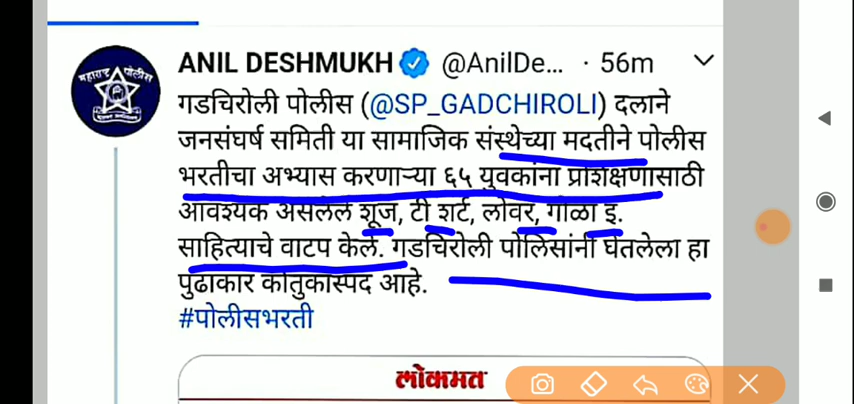 महाराष्ट्र पोलीस
ANIL DESHMUKH @AnilDe... · 56m
गडचिरोली पोलीस (@SP_GADCHIROLI) दलाने
जनसंघर्ष समिती या सामाजिक संस्थेच्या मदतीने पोलीस
भरतीचा अभ्यास करणाऱ्या ६५ युवकांना प्रशिक्षणासाठी
आवश्यक असलेले शूज, टी शर्ट, लोवर, गोळा इ.
साहित्याचे वाटप केले. गडचिरोली पोलिसांनी घेतलेला हा
पुढाकार कौतुकास्पद आहे.
#पोलीसभरती
लोकमत